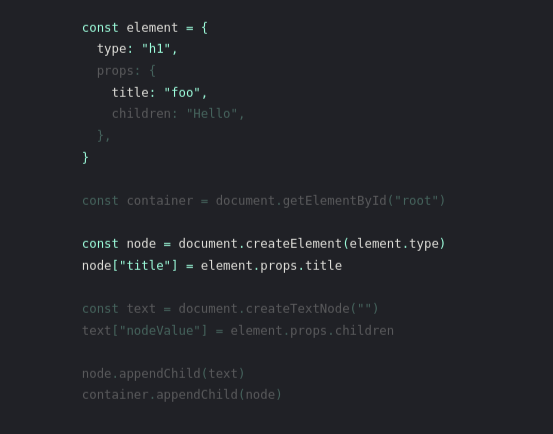 const element = {
  type: "h1",
  props: {
    title: "foo",
    children: "Hello",
  },
}
const container = document.getElementById("root")
const node = document.createElement(element.type)
node["title"] = element.props.title
const text = document.createTextNode("")
text["nodeValue"] = element.props.children
node.appendChild(text)
container.appendChild(node)